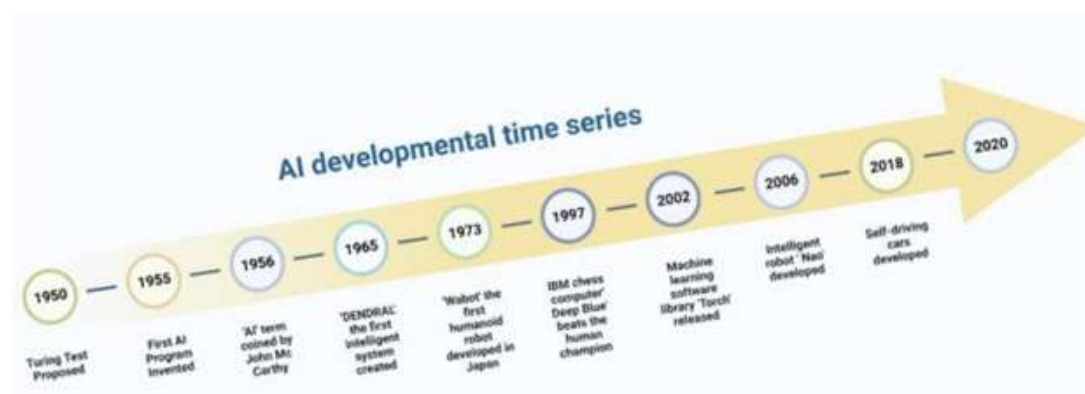 AI developmental time series
1950
1955
1956
1965
1973
1997
2002
2006
2018
2020
Turing Test
Proposed
First AI
Program
Invented
'AI' term
coined by
John Mc
Carthy
'DENDRAL'
the first
intelligent
system
created
'Wabot' the
first
humanoid
robot
developed in
Japan
IBM chess
computer'
Deep Blue'
beats the
human
champion
Machine
learning
software
library 'Torch'
released
Intelligent
robot ' Nao'
developed
Self-driving
cars
developed